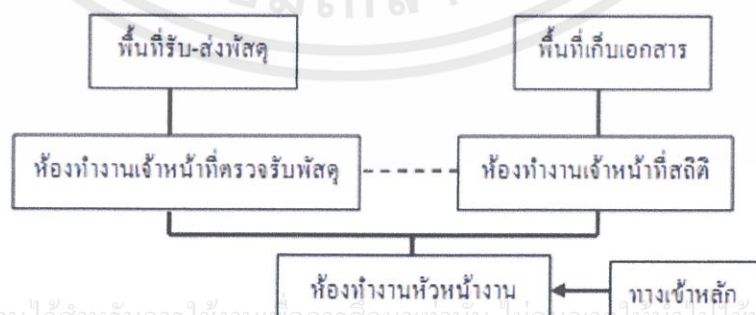 พื้นที่รับ-ส่งพัสดุ
พื้นที่เก็บเอกสาร
ห้องทำงานเจ้าหน้าที่ตรวจรับพัสดุ
ห้องทำงานเจ้าหน้าที่สถิติ
ห้องทำงานหัวหน้างาน
ทางเข้าหลัก